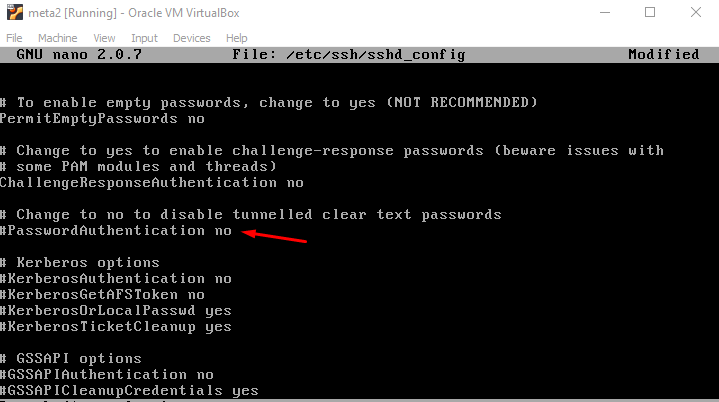 meta2 [Running] - Oracle VM VirtualBox
File Machine View Input Devices Help
GNU nano 2.0.7 File: /etc/ssh/sshd_config Modified
# To enable empty passwords, change to yes (NOT RECOMMENDED)
PermitEmptyPasswords no
# Change to yes to enable challenge-response passwords (beware issues with
# some PAM modules and threads)
ChallengeResponseAuthentication no
# Change to no to disable tunnelled clear text passwords
#PasswordAuthentication no
# Kerberos options
#KerberosAuthentication no
#KerberosGetAFSToken no
#KerberosOrLocalPasswd yes
#KerberosTicketCleanup yes
# GSSAPI options
#GSSAPIAuthentication no
#GSSAPICleanupCredentials yes